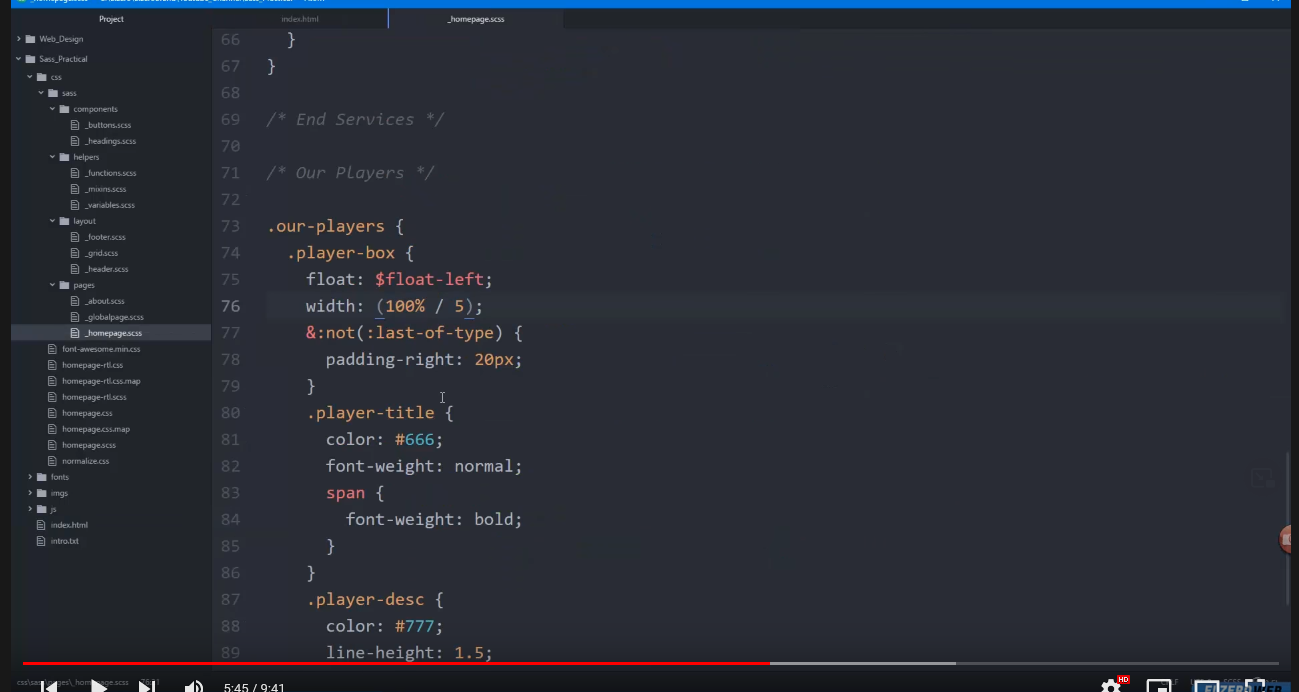 Project
index.html
_homepage.scss
Web_Design
Sass_Practical
css
sass
components
_buttons.scss
_headings.scss
helpers
_functions.scss
_mixins.scss
_variables.scss
layout
_footer.scss
_grid.scss
_header.scss
pages
_about.scss
_globalpage.scss
_homepage.scss
font-awesome.min.css
homepage-rtl.css
homepage-rtl.css.map
homepage-rtl.scss
homepage.css
homepage.css.map
homepage.scss
normalize.css
fonts
imgs
js
index.html
intro.txt
66 }
67 }
68
69 /* End Services */
70
71 /* Our Players */
72
73 .our-players {
74 .player-box {
75 float: $float-left;
76 width: (100% / 5);
77 &:not(:last-of-type) {
78 padding-right: 20px;
79 }
80 .player-title {
81 color: #666;
82 font-weight: normal;
83 span {
84 font-weight: bold;
85 }
86 }
87 .player-desc {
88 color: #777;
89 line-height: 1.5;
5:45 / 9:41
HD